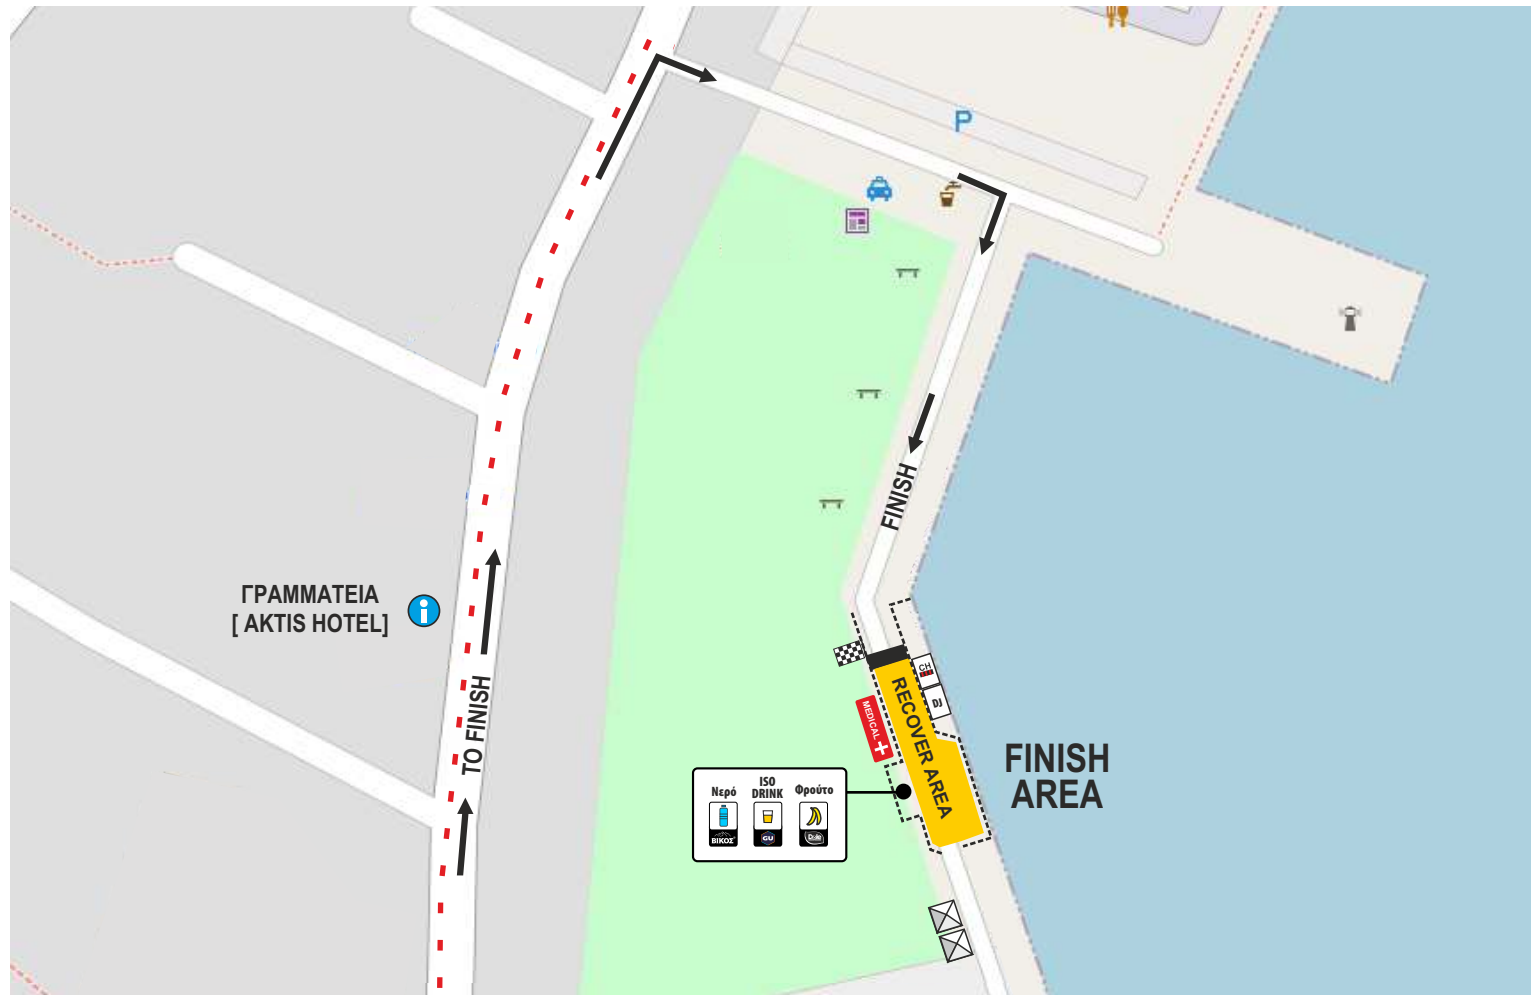 P
FINISH
ΓΡΑΜΜΑΤΕΙΑ
[ AKTIS HOTEL]
TO FINISH
CH
DJ
MEDICAL
RECOVER AREA
FINISH
AREA
Νερό
ISO
DRINK
Φρούτο
ΒΙΚΟΣ
GU
Dole